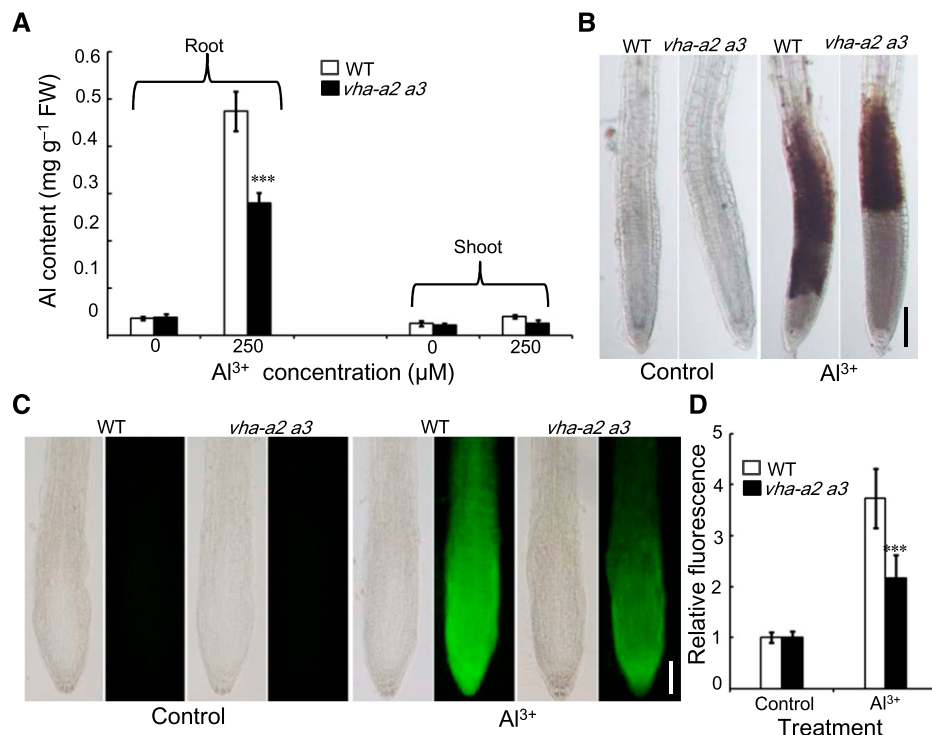 A
Al content (mg g⁻¹ FW)
0.6
0.5
0.4
0.3
0.2
0.1
0
Root
WT
vha-a2 a3
***
Shoot
0
250
0
250
Al³⁺ concentration (µM)
B
WT
vha-a2 a3
WT
vha-a2 a3
Control
Al³⁺
C
WT
vha-a2 a3
WT
vha-a2 a3
Control
Al³⁺
D
Relative fluorescence
5
4
3
2
1
0
WT
vha-a2 a3
***
Control
Al³⁺
Treatment